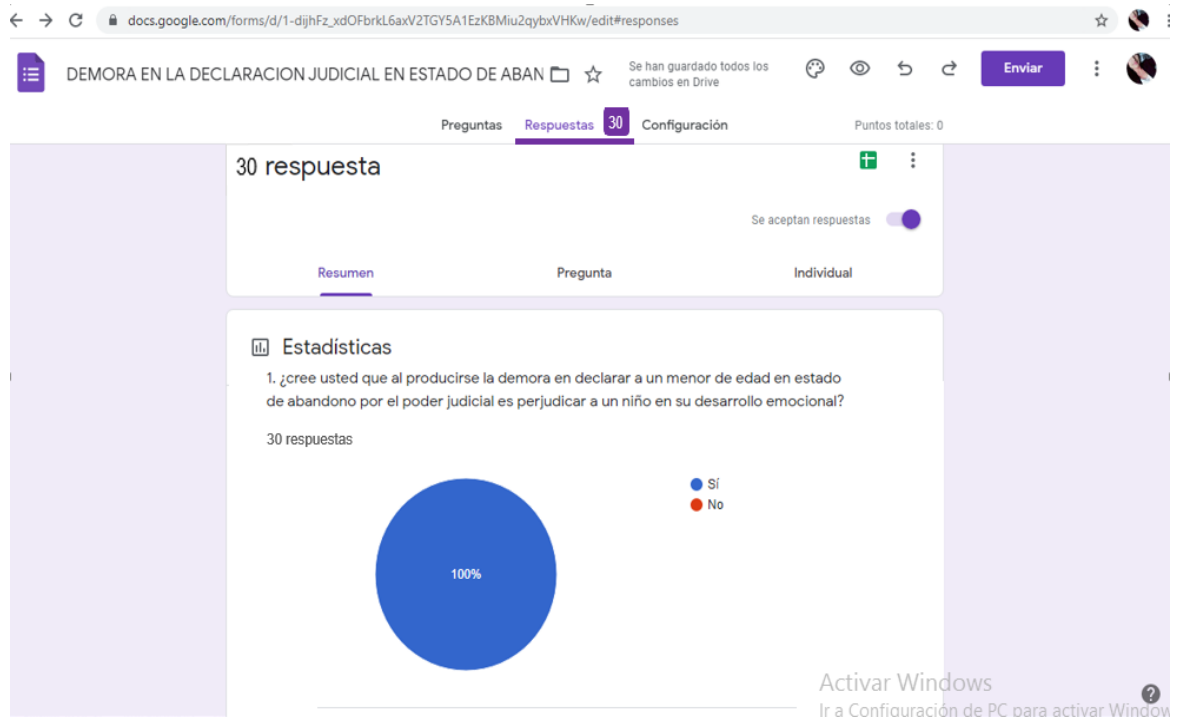 docs.google.com/forms/d/1-dijhFz_xdOFbrkL6axV2TGY5A1EzKBMiu2qybxVHKw/edit#responses
DEMORA EN LA DECLARACION JUDICIAL EN ESTADO DE ABAN
Se han guardado todos los
cambios en Drive
Enviar
Preguntas Respuestas 30 Configuración Puntos totales: 0
30 respuesta
Se aceptan respuestas
Resumen Pregunta Individual
Estadísticas
1. ¿cree usted que al producirse la demora en declarar a un menor de edad en estado
de abandono por el poder judicial es perjudicar a un niño en su desarrollo emocional?
30 respuestas
Sí
No
100%
Activar Windows
Ir a Configuración de PC para activar Window